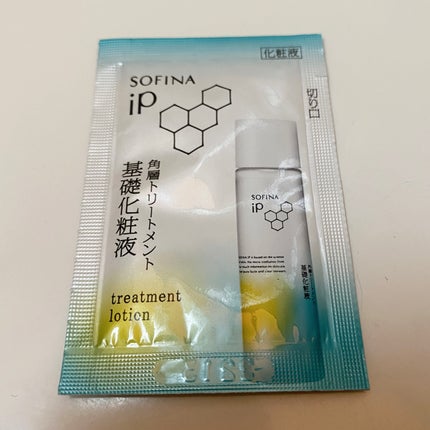 化粧液
切り口
SOFINA
iP
角層トリートメント
基礎化粧液
treatment
lotion
SOFINA
iP
基礎化粧液